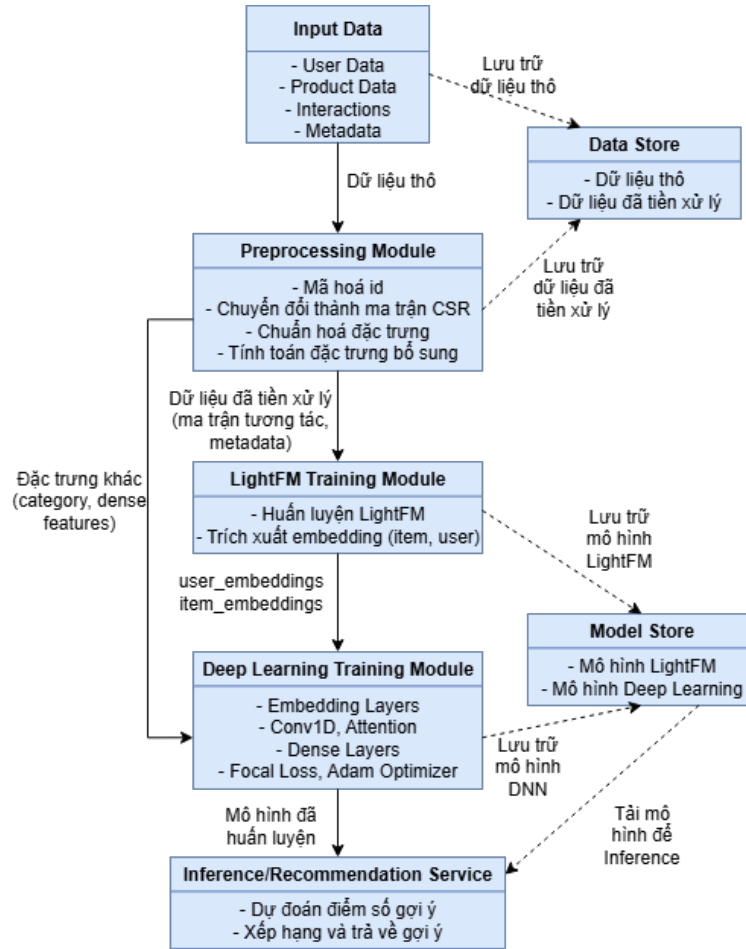 Input Data
- User Data
- Product Data
- Interactions
- Metadata
Lưu trữ
dữ liệu thô
Data Store
- Dữ liệu thô
- Dữ liệu đã tiền xử lý
Dữ liệu thô
Preprocessing Module
- Mã hoá id
- Chuyển đổi thành ma trận CSR
- Chuẩn hoá đặc trưng
- Tính toán đặc trưng bổ sung
Lưu trữ
dữ liệu đã
tiền xử lý
Dữ liệu đã tiền xử lý
(ma trận tương tác,
metadata)
Đặc trưng khác
(category, dense
features)
LightFM Training Module
- Huấn luyện LightFM
- Trích xuất embedding (item, user)
Lưu trữ
mô hình
LightFM
user_embeddings
item_embeddings
Model Store
- Mô hình LightFM
- Mô hình Deep Learning
Deep Learning Training Module
- Embedding Layers
- Conv1D, Attention
- Dense Layers
- Focal Loss, Adam Optimizer
Lưu trữ
mô hình
DNN
Mô hình đã
huấn luyện
Tải mô
hình để
Inference
Inference/Recommendation Service
- Dự đoán điểm số gợi ý
- Xếp hạng và trả về gợi ý